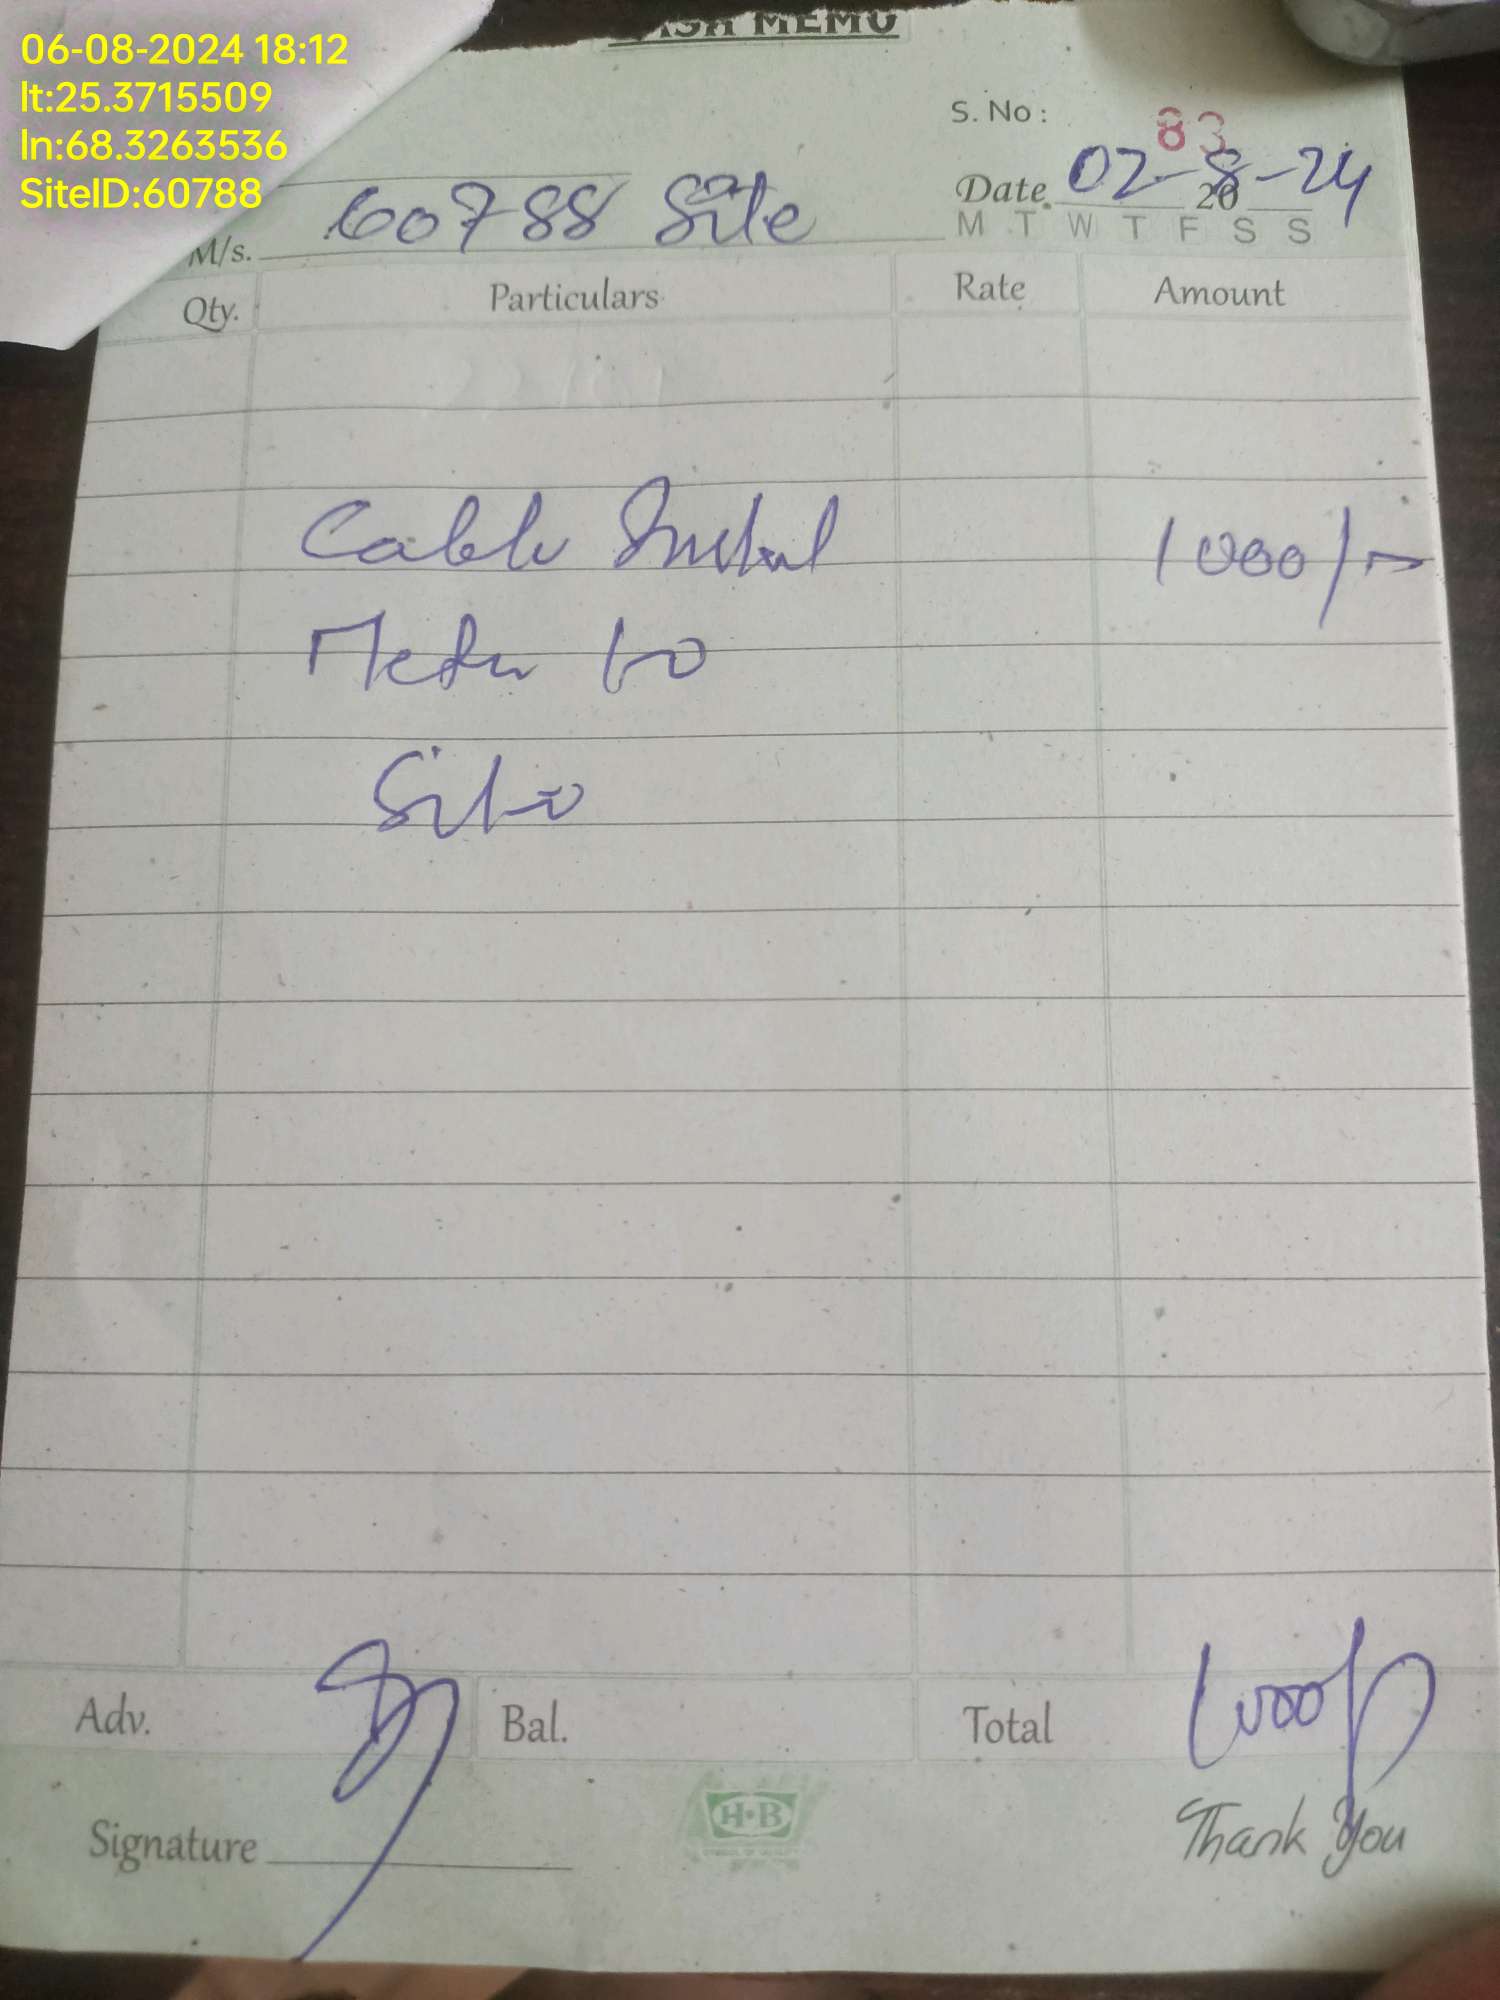 06-08-2024 18:12
lt:25.3715509
ln:68.3263536
SiteID:60788
MEMO
S. No: 83
Date. 02-8-24 20
M T W T F S S
M/s. 60788 Site
Qty. Particulars Rate Amount
Cable 1000/-
Meter to
Site
Adv. Bal. Total 1000/
Signature
H·B
Thank You